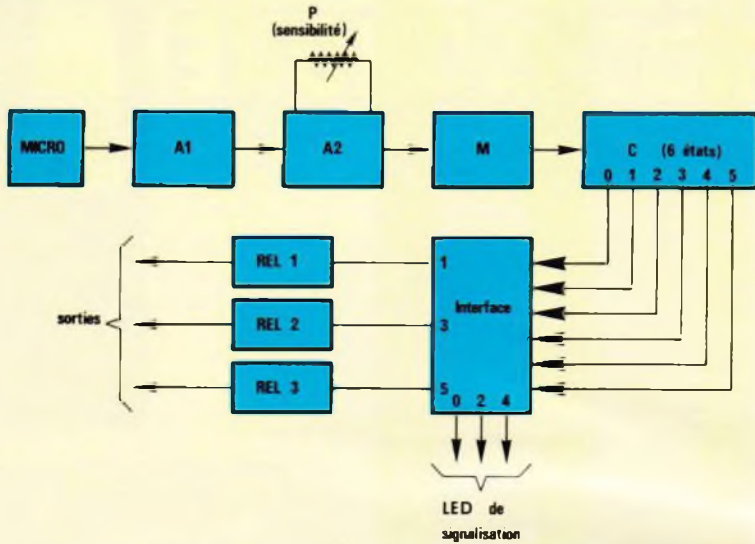 P
(sensibilité)
MICRO
A1
A2
M
C (6 états)
0 1 2 3 4 5
REL 1
REL 2
REL 3
sorties
1
3
5
Interface
0 2 4
LED de
signalisation